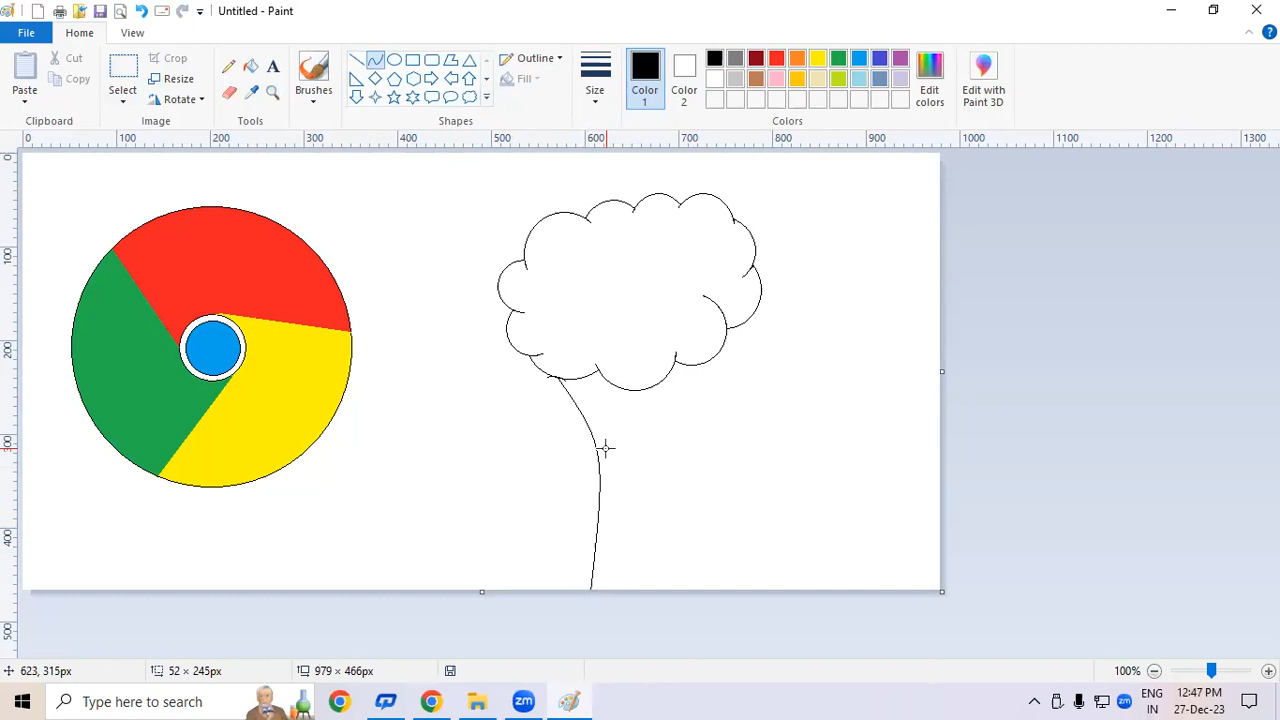 Untitled - Paint
File Home View
Paste
Cut
Copy
Clipboard
Select
Crop
Resize
Rotate
Image
A
Tools
Brushes
Outline
Fill
Shapes
Size
Color 1
Color 2
Edit colors
Colors
Edit with Paint 3D
0 100 200 300 400 500 600 700 800 900 1000 1100 1200 1300
0
100
200
300
400
500
623, 315px
52 × 245px
979 × 466px
100%
Type here to search
zm
zm
ENG
IN
12:47 PM
27-Dec-23